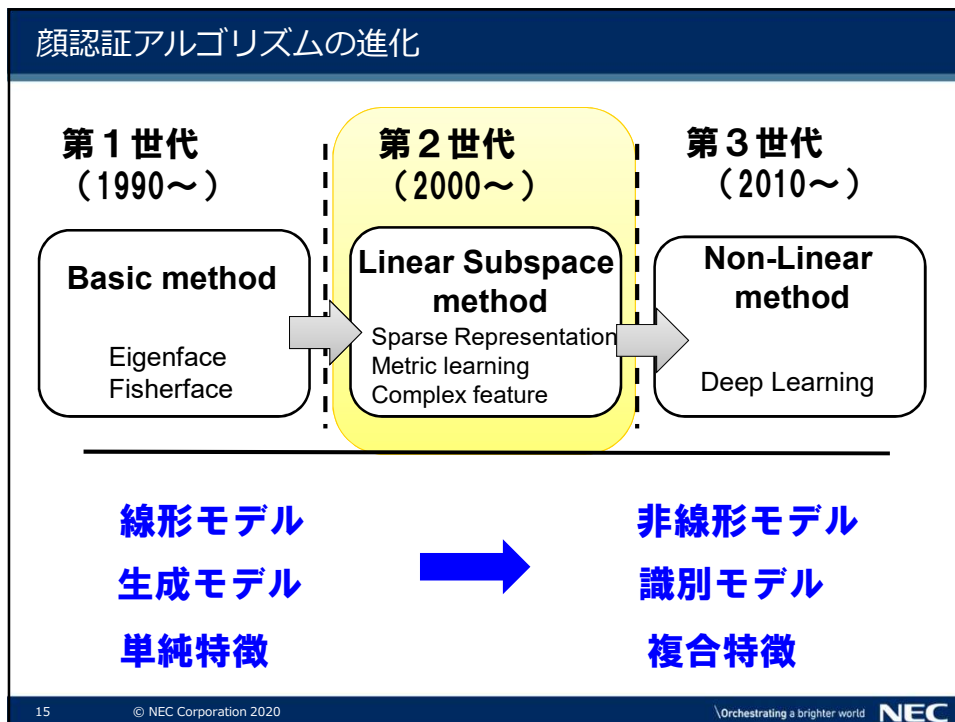 顔認証アルゴリズムの進化
第１世代
（1990～）
Basic method
Eigenface
Fisherface
第２世代
（2000～）
Linear Subspace
method
Sparse Representation
Metric learning
Complex feature
第３世代
（2010～）
Non-Linear
method
Deep Learning
線形モデル
生成モデル
単純特徴
非線形モデル
識別モデル
複合特徴
15 © NEC Corporation 2020
\Orchestrating a brighter world NEC